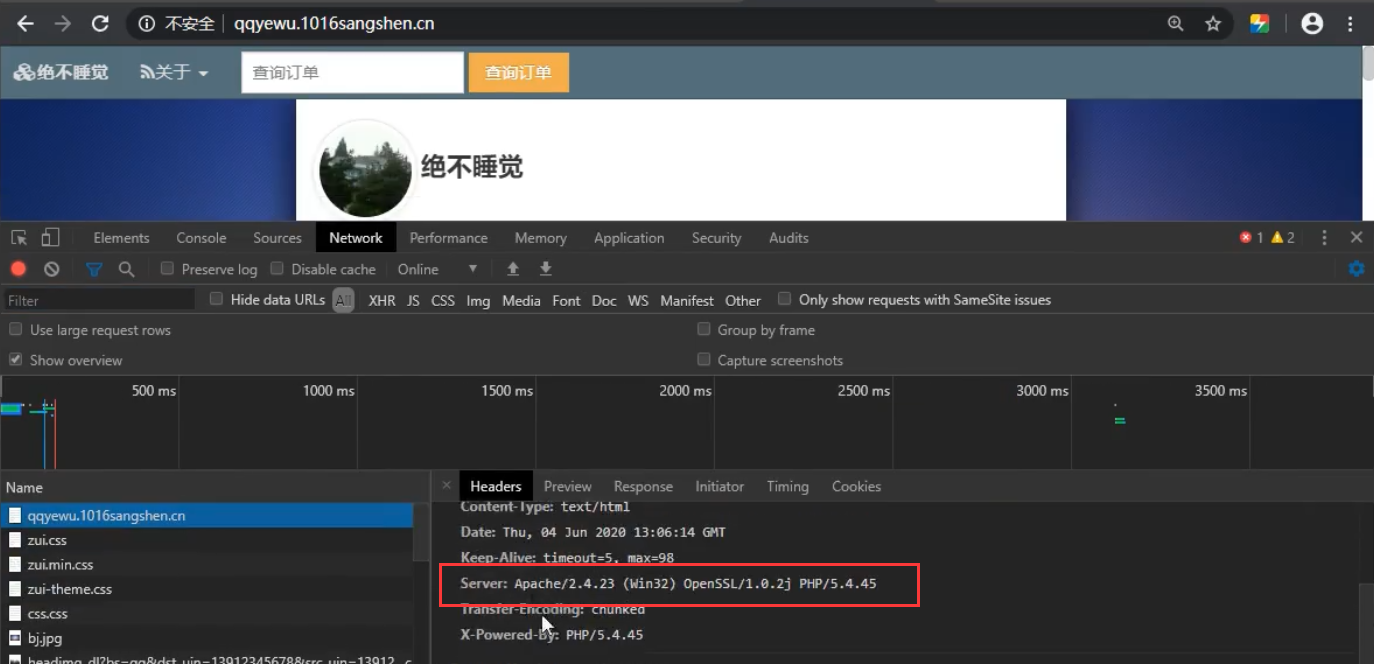 不安全 qqyewu.1016sangshen.cn
绝不睡觉 关于 查询订单 查询订单
绝不睡觉
Elements Console Sources Network Performance Memory Application Security Audits 1 2
Preserve log Disable cache Online
Filter Hide data URLs All XHR JS CSS Img Media Font Doc WS Manifest Other Only show requests with SameSite issues
Use large request rows Group by frame
Show overview Capture screenshots
500 ms 1000 ms 1500 ms 2000 ms 2500 ms 3000 ms 3500 ms
Name Headers Preview Response Initiator Timing Cookies
Content-Type: text/html
qqyewu.1016sangshen.cn
Date: Thu, 04 Jun 2020 13:06:14 GMT
zui.css
Keep-Alive: timeout=5, max=98
zui.min.css
Server: Apache/2.4.23 (Win32) OpenSSL/1.0.2j PHP/5.4.45
zui-theme.css
Transfer-Encoding: chunked
css.css
X-Powered-By: PHP/5.4.45
bj.jpg
headimg_dl?bs=qq&dst_uin=13912345678&src_uin=13912...c